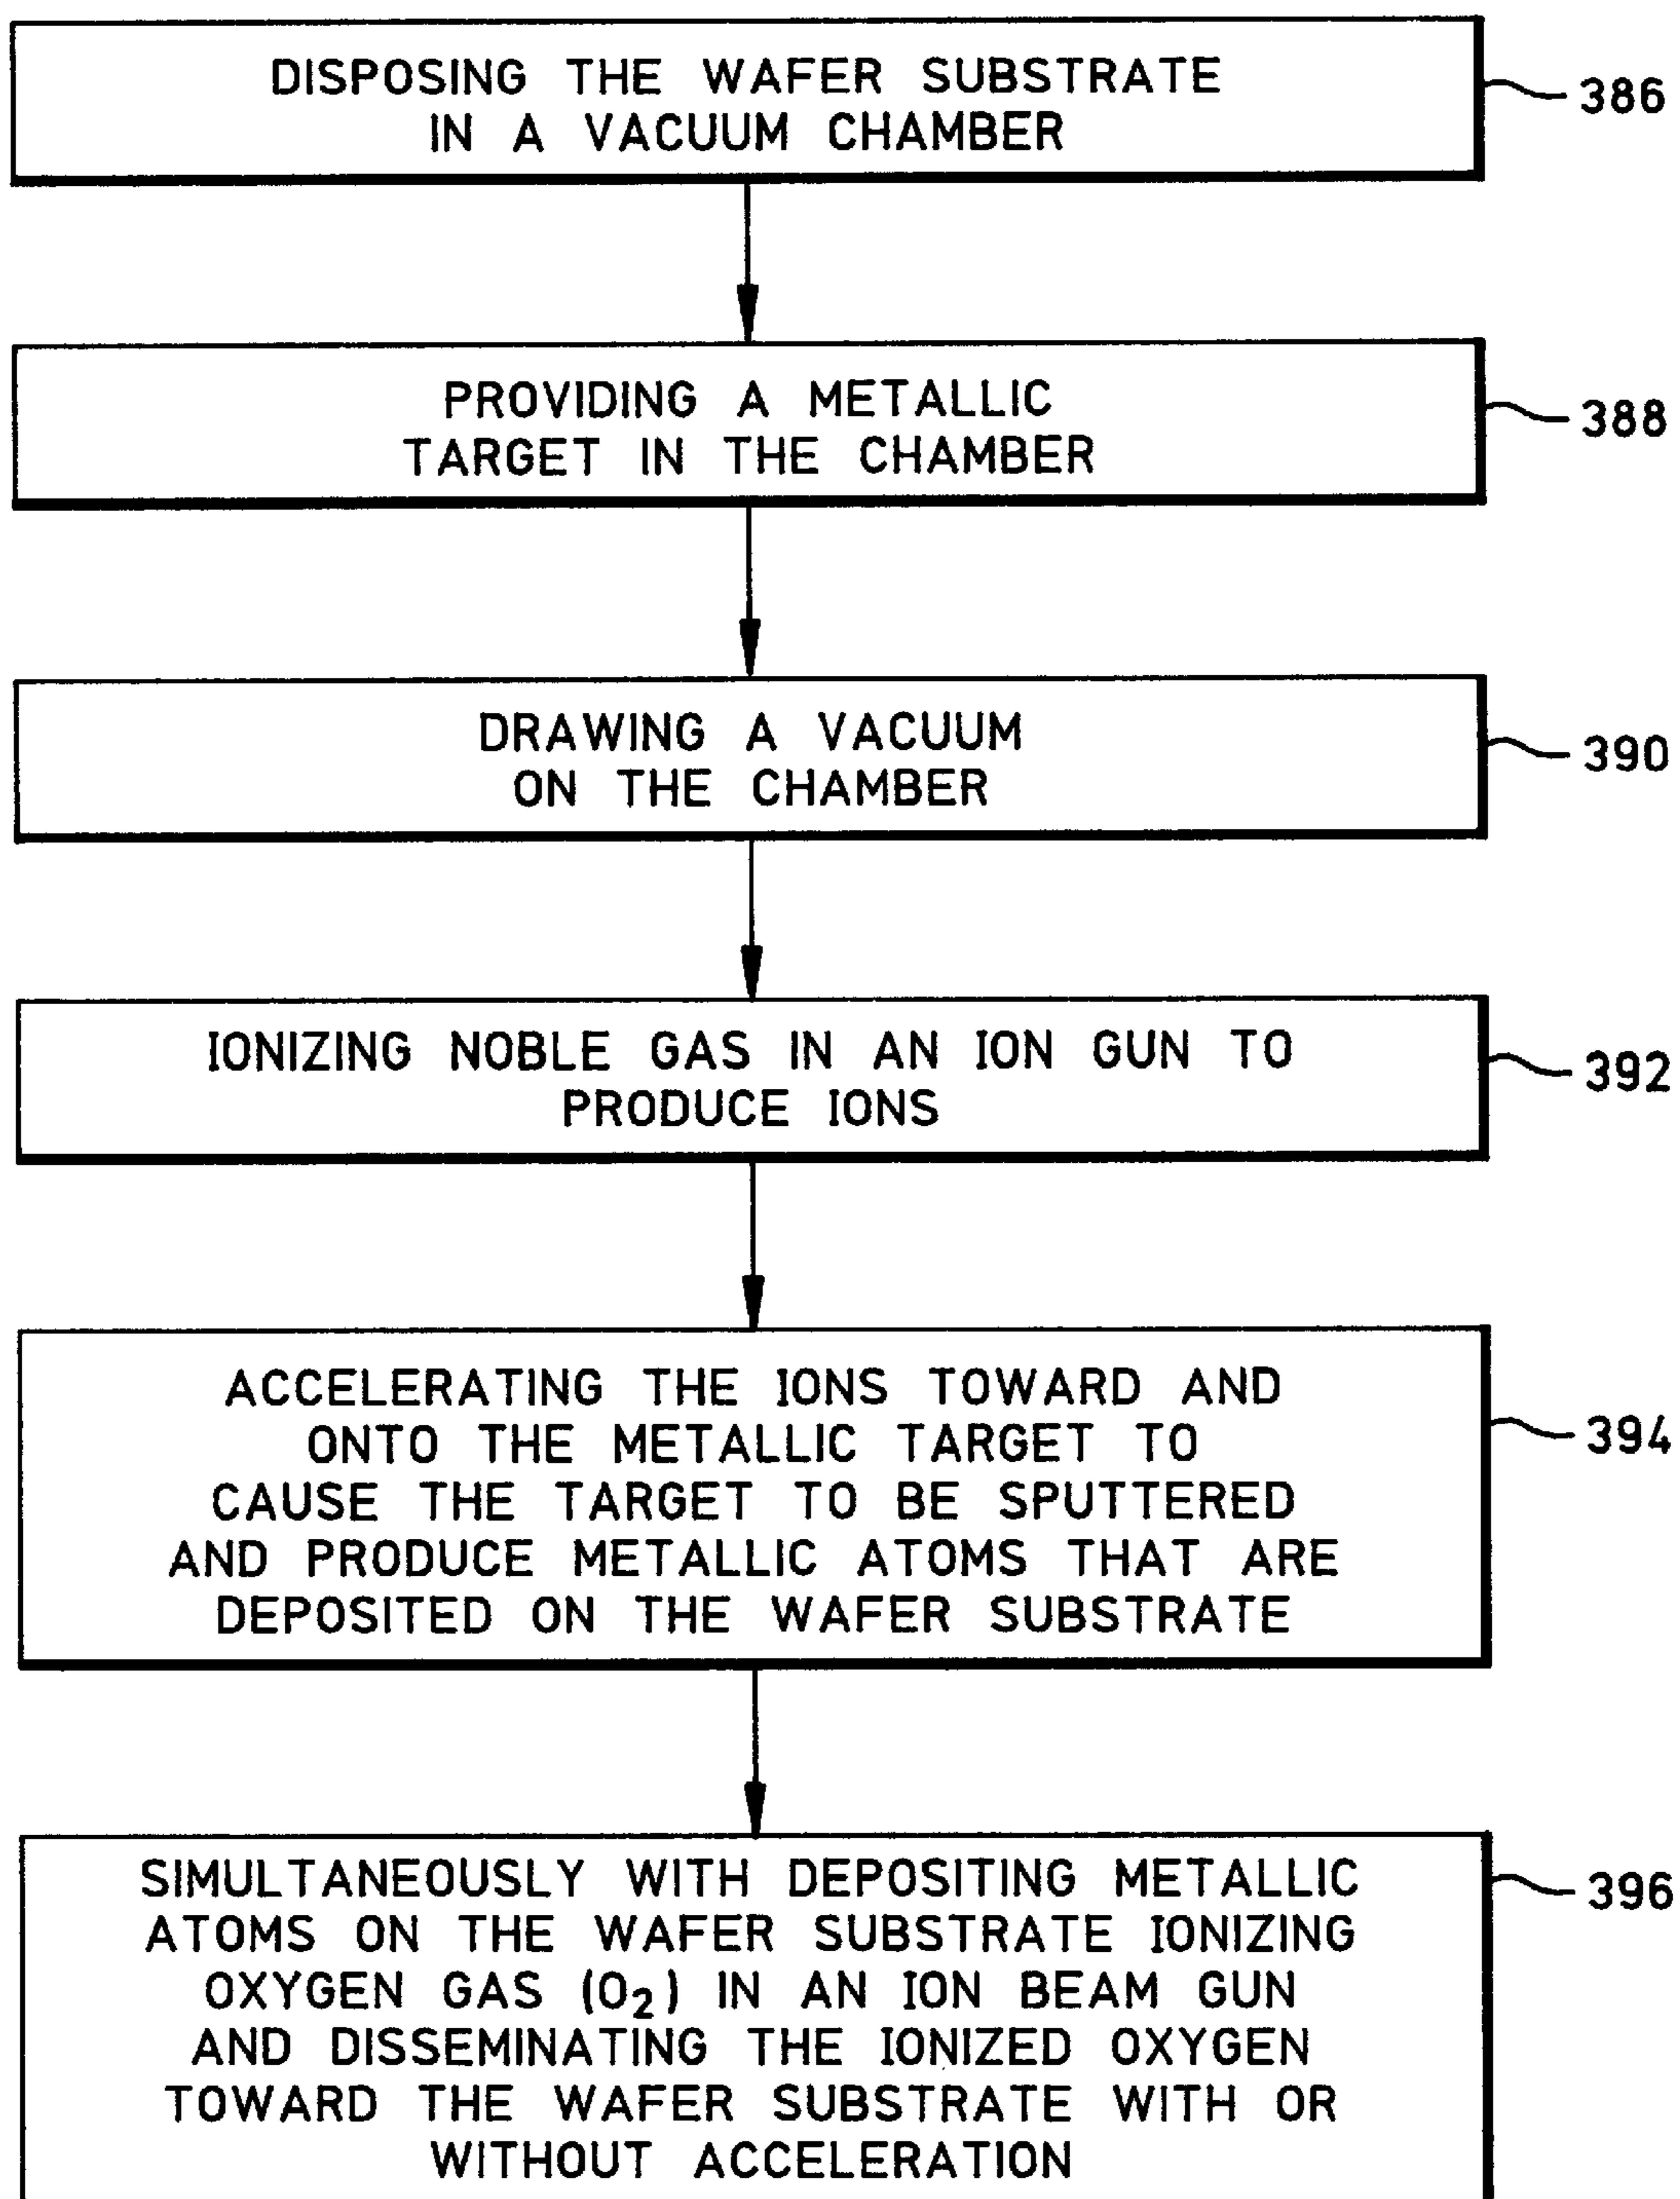 DISPOSING THE WAFER SUBSTRATE
IN A VACUUM CHAMBER
386
PROVIDING A METALLIC
TARGET IN THE CHAMBER
388
DRAWING A VACUUM
ON THE CHAMBER
390
IONIZING NOBLE GAS IN AN ION GUN TO
PRODUCE IONS
392
ACCELERATING THE IONS TOWARD AND
ONTO THE METALLIC TARGET TO
CAUSE THE TARGET TO BE SPUTTERED
AND PRODUCE METALLIC ATOMS THAT ARE
DEPOSITED ON THE WAFER SUBSTRATE
394
SIMULTANEOUSLY WITH DEPOSITING METALLIC
ATOMS ON THE WAFER SUBSTRATE IONIZING
OXYGEN GAS (O₂) IN AN ION BEAM GUN
AND DISSEMINATING THE IONIZED OXYGEN
TOWARD THE WAFER SUBSTRATE WITH OR
WITHOUT ACCELERATION
396